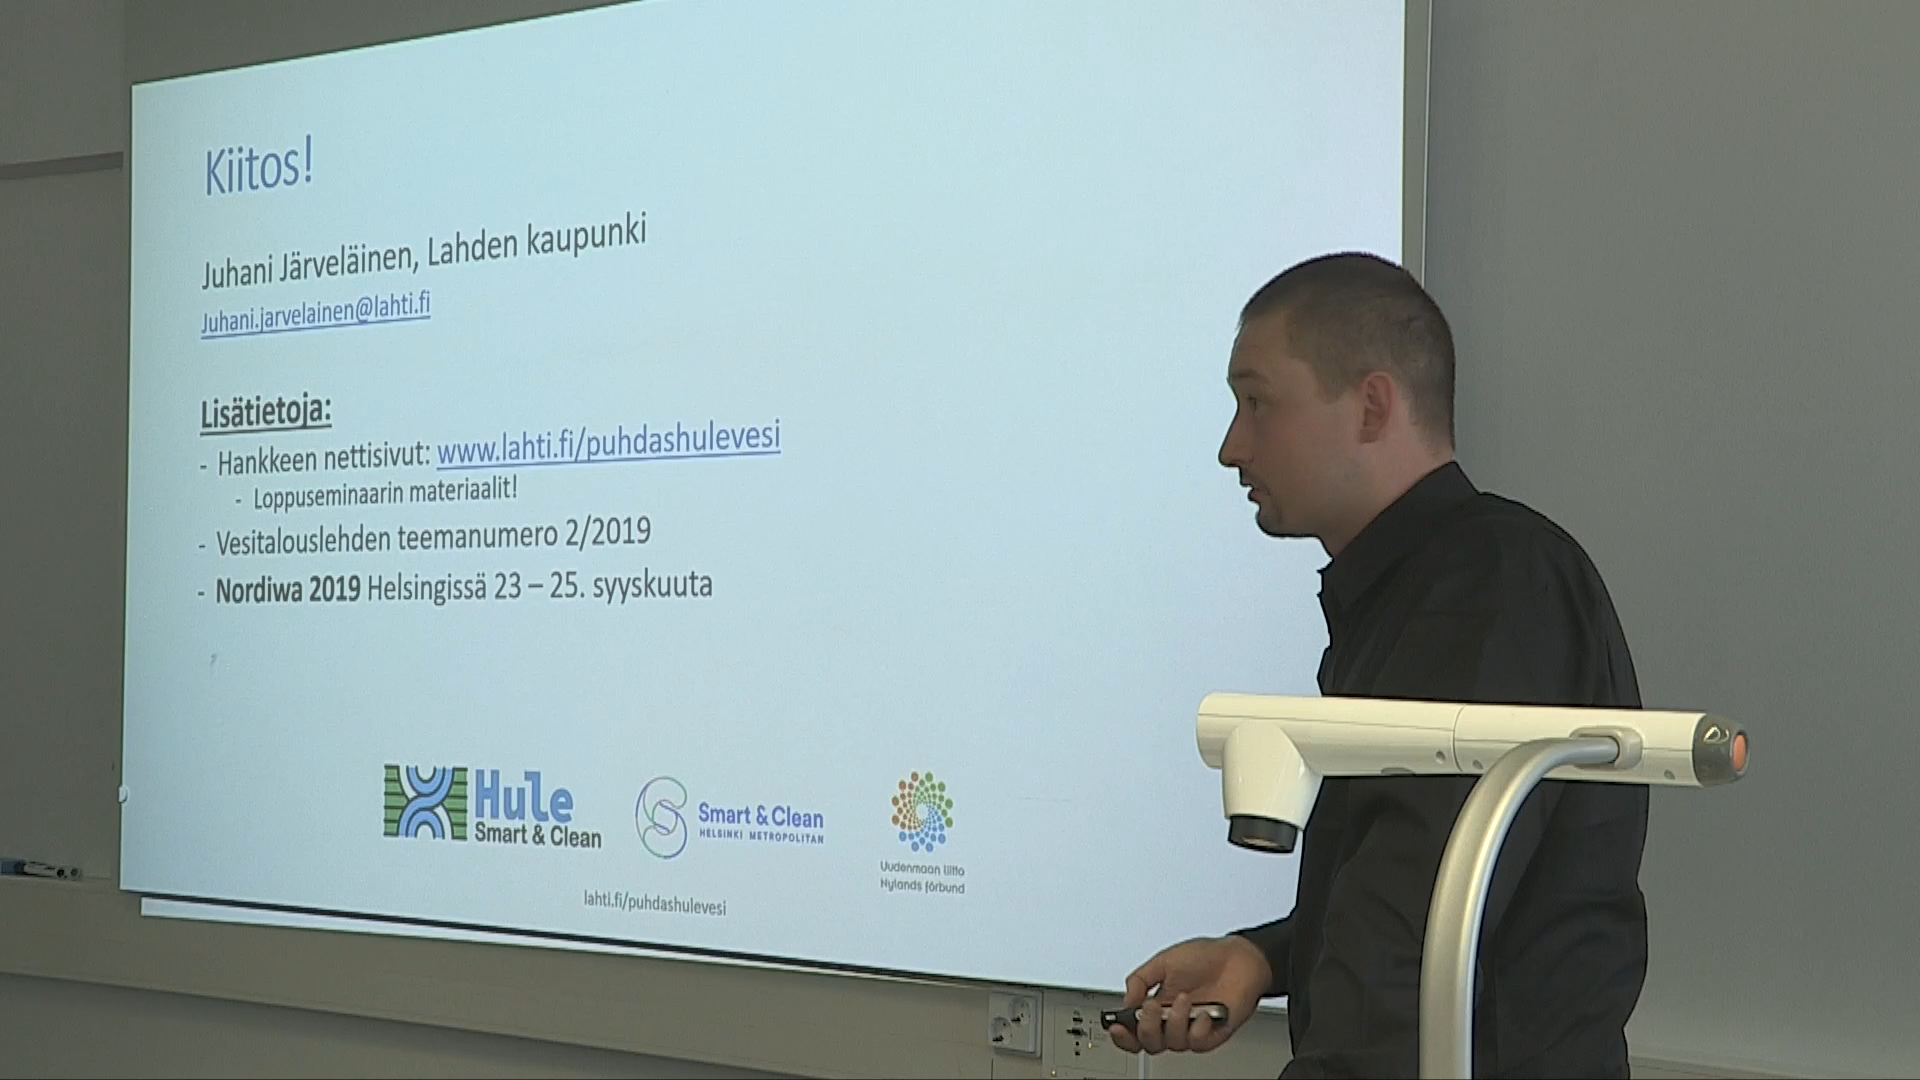 Kiitos!
Juhani Järveläinen, Lahden kaupunki
Juhani.jarvelainen@lahti.fi
Lisätietoja:
- Hankkeen nettisivut: www.lahti.fi/puhdashulevesi
- Loppuseminaarin materiaalit!
- Vesitalouslehden teemanumero 2/2019
- Nordiwa 2019 Helsingissä 23 – 25. syyskuuta
Hule
Smart & Clean
Smart & Clean
HELSINKI METROPOLITAN
Uudenmaan liitto
Nylands förbund
lahti.fi/puhdashulevesi